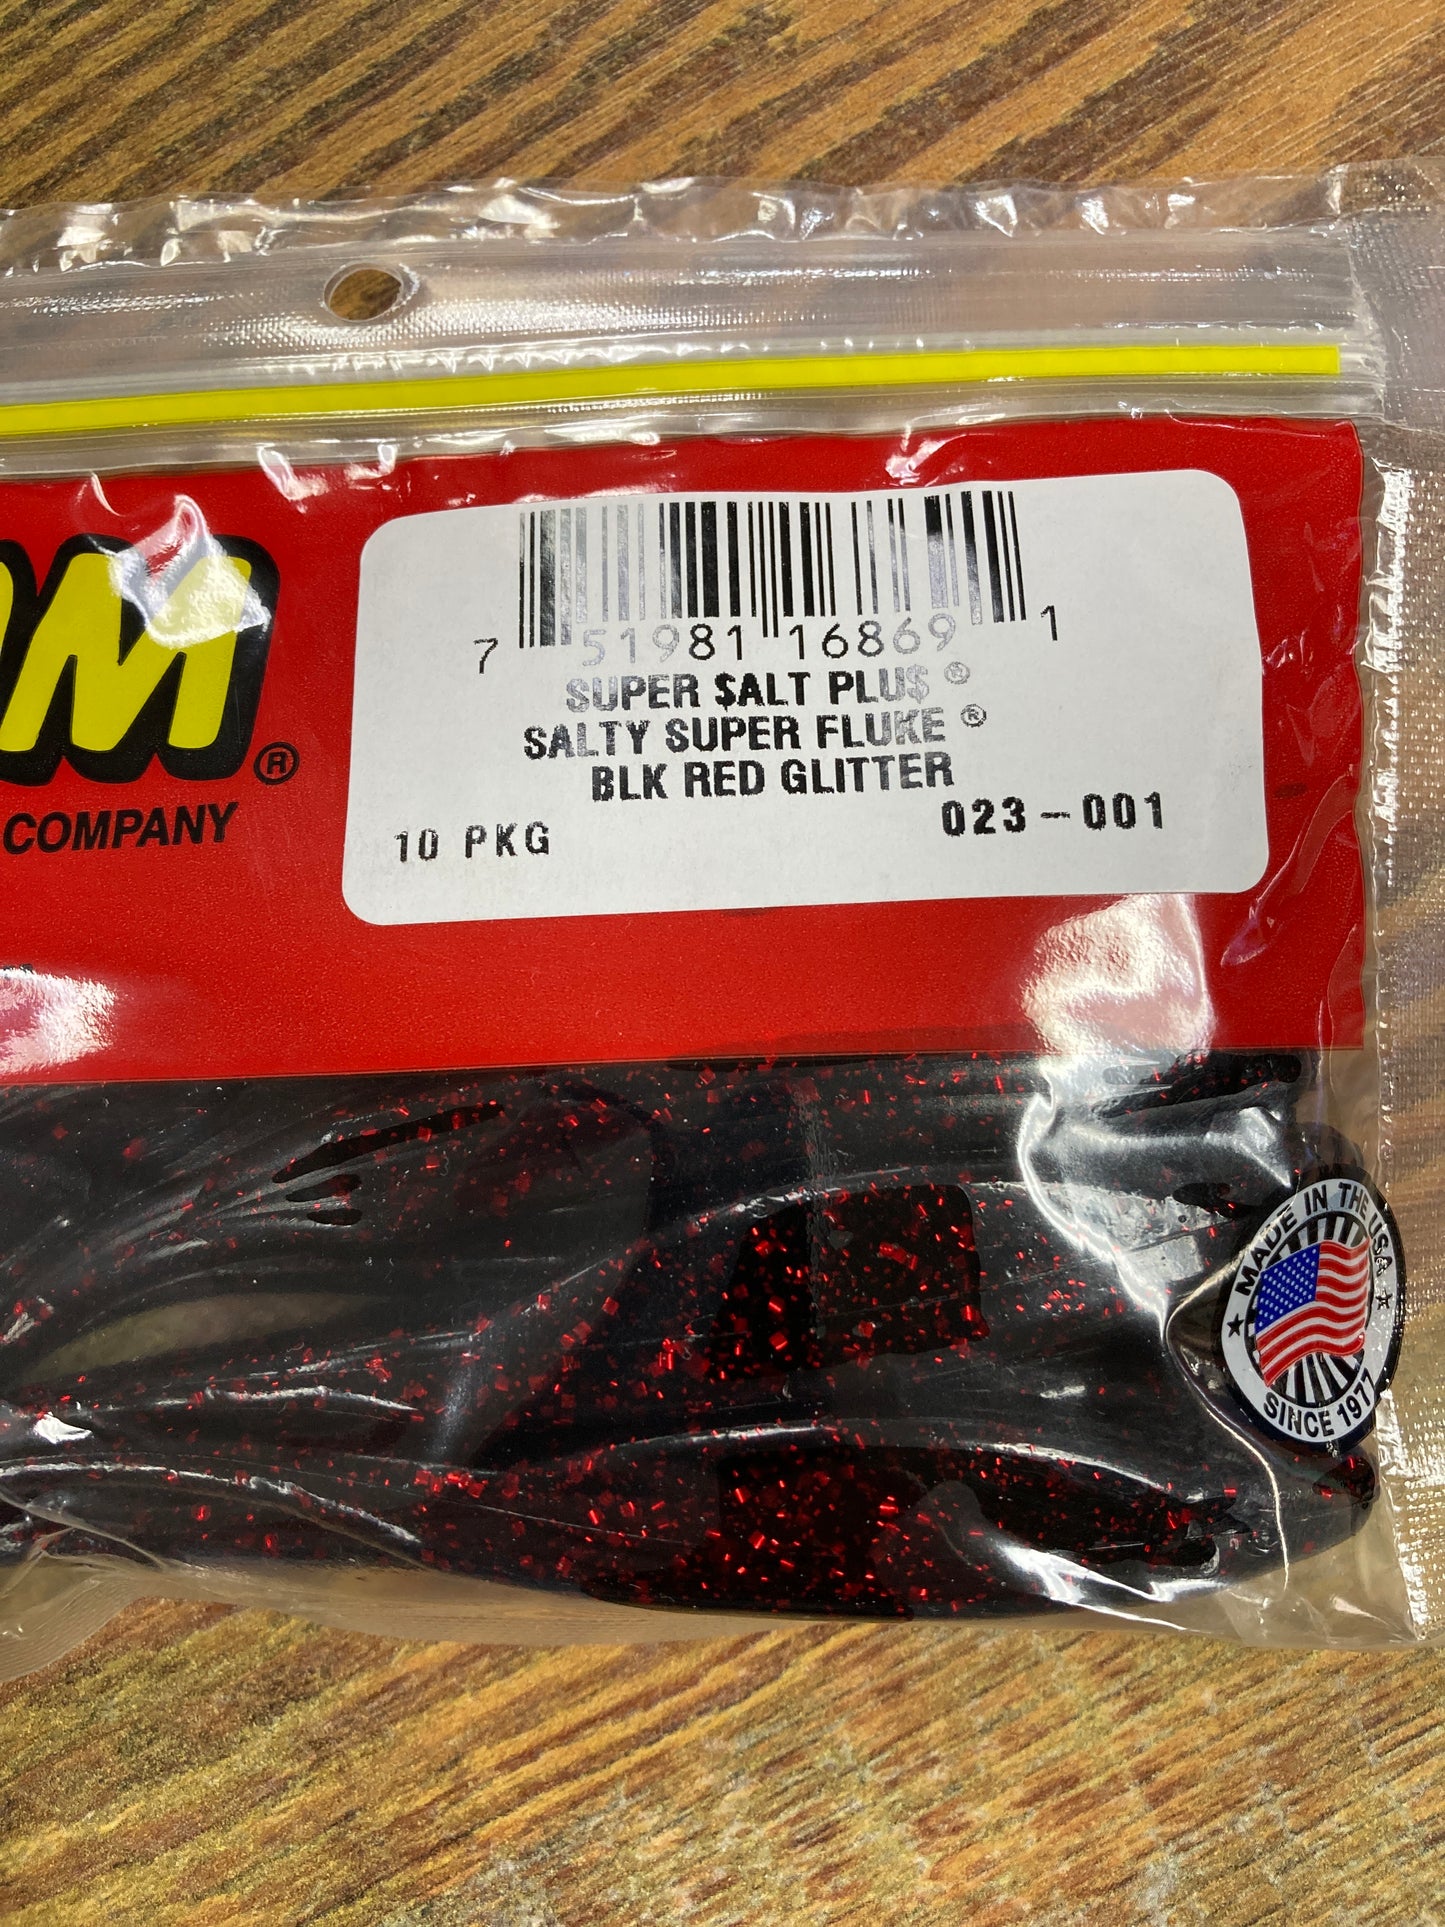 7 51981 16869 1
SUPER $ALT PLU$ ®
SALTY SUPER FLUKE ®
BLK RED GLITTER
10 PKG 023-001
OM®
COMPANY
MADE IN THE USA
SINCE 1977